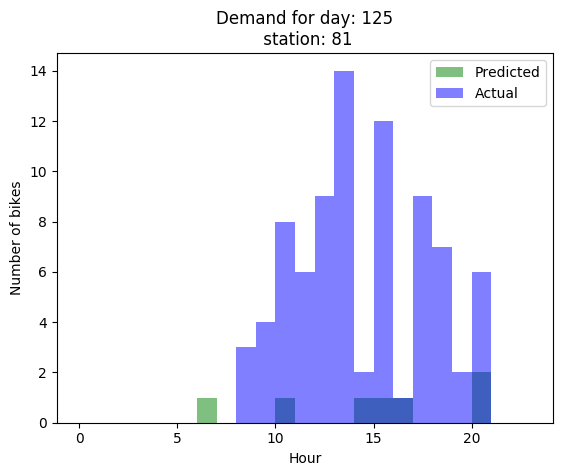 Demand for day: 125
station: 81
Predicted
Actual
Number of bikes
14
12
10
8
6
4
2
0
0
5
10
15
20
Hour